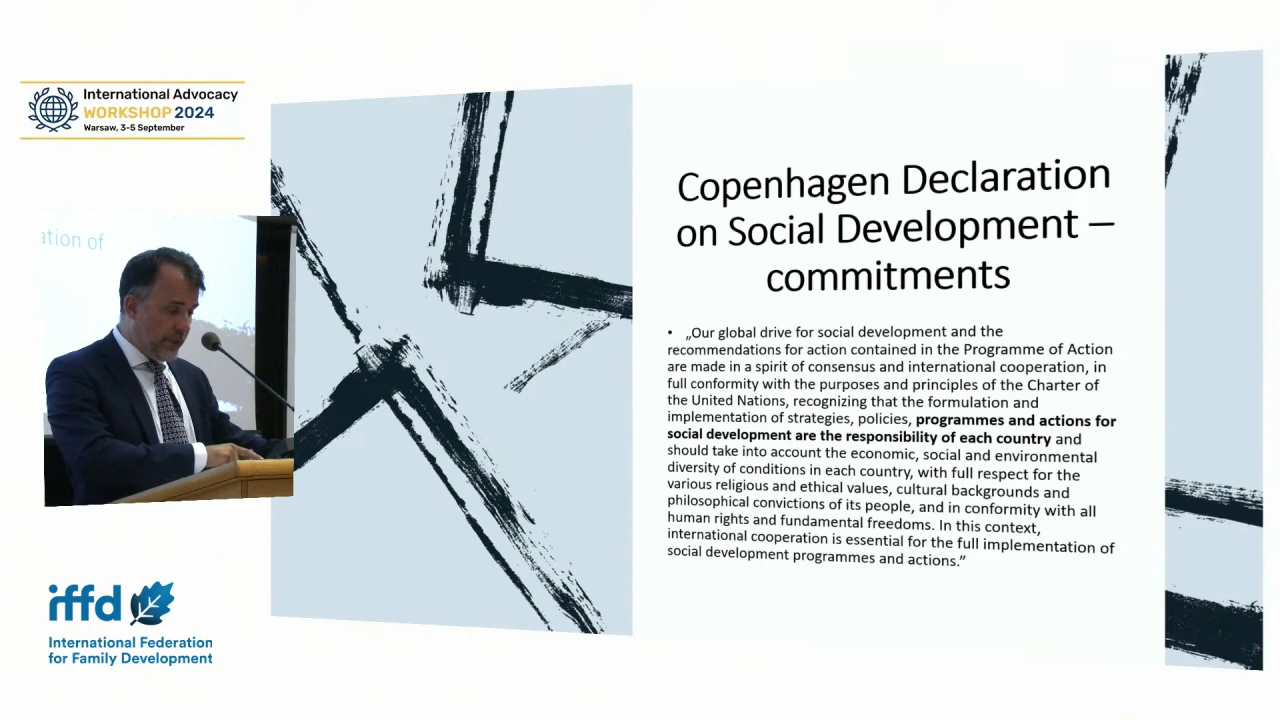 International Advocacy
WORKSHOP 2024
Warsaw, 3-5 September
ation of
iffd
International Federation
for Family Development
Copenhagen Declaration
on Social Development –
commitments
• „Our global drive for social development and the
recommendations for action contained in the Programme of Action
are made in a spirit of consensus and international cooperation, in
full conformity with the purposes and principles of the Charter of
the United Nations, recognizing that the formulation and
implementation of strategies, policies, programmes and actions for
social development are the responsibility of each country and
should take into account the economic, social and environmental
diversity of conditions in each country, with full respect for the
various religious and ethical values, cultural backgrounds and
philosophical convictions of its people, and in conformity with all
human rights and fundamental freedoms. In this context,
international cooperation is essential for the full implementation of
social development programmes and actions.”